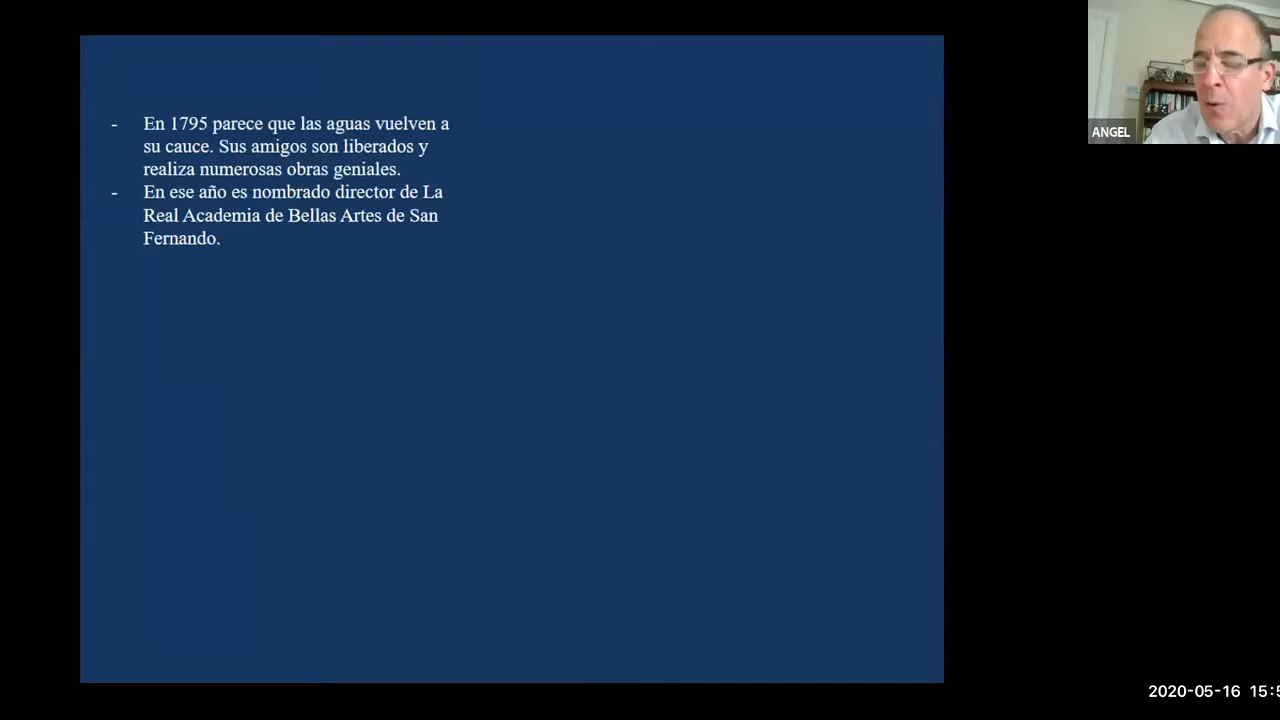 - En 1795 parece que las aguas vuelven a
su cauce. Sus amigos son liberados y
realiza numerosas obras geniales.
- En ese año es nombrado director de La
Real Academia de Bellas Artes de San
Fernando.
ANGEL
2020-05-16 15:5